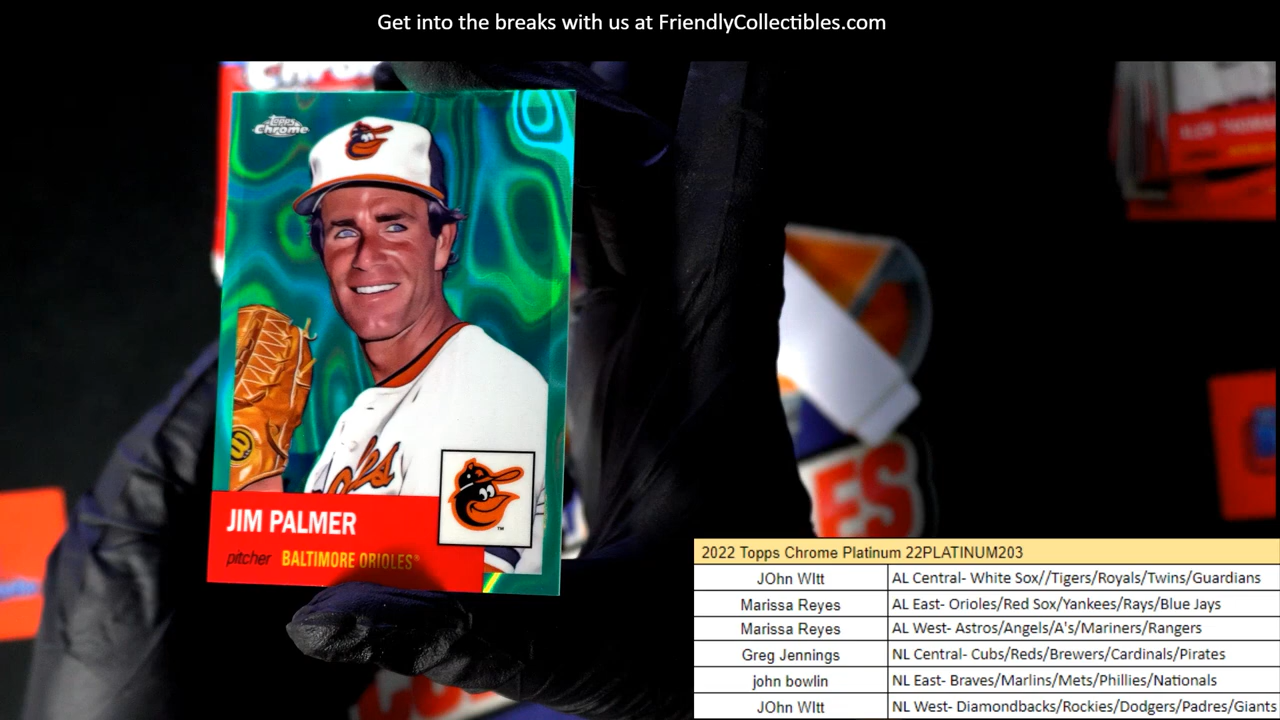 Get into the breaks with us at FriendlyCollectibles.com
Topps
Chrome
JIM PALMER
pitcher BALTIMORE ORIOLES®
TM
ES
2022 Topps Chrome Platinum 22PLATINUM203
JOhn WItt AL Central- White Sox//Tigers/Royals/Twins/Guardians
Marissa Reyes AL East- Orioles/Red Sox/Yankees/Rays/Blue Jays
Marissa Reyes AL West- Astros/Angels/A's/Mariners/Rangers
Greg Jennings NL Central- Cubs/Reds/Brewers/Cardinals/Pirates
john bowlin NL East- Braves/Marlins/Mets/Phillies/Nationals
JOhn WItt NL West- Diamondbacks/Rockies/Dodgers/Padres/Giants